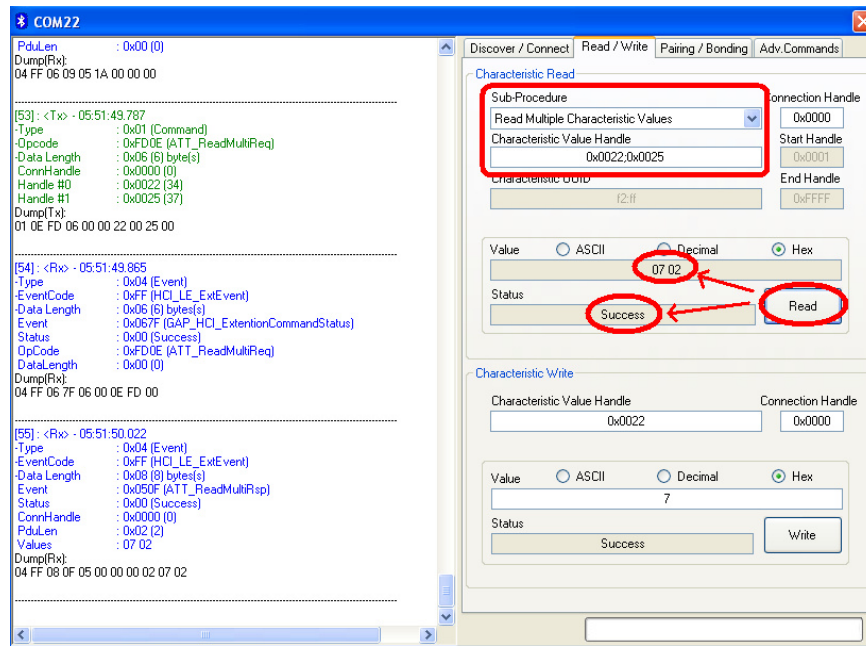 COM22
PduLen : 0x00 (0)
Dump(Rx):
04 FF 06 09 05 1A 00 00 00
[53] : <Tx> - 05:51:49.787
-Type : 0x01 (Command)
-Opcode : 0xFD0E (ATT_ReadMultiReq)
-Data Length : 0x06 (6) byte(s)
ConnHandle : 0x0000 (0)
Handle #0 : 0x0022 (34)
Handle #1 : 0x0025 (37)
Dump(Tx):
01 0E FD 06 00 00 22 00 25 00
[54] : <Rx> - 05:51:49.865
-Type : 0x04 (Event)
-EventCode : 0xFF (HCI_LE_ExtEvent)
-Data Length : 0x06 (6) bytes(s)
Event : 0x067F (GAP_HCI_ExtentionCommandStatus)
Status : 0x00 (Success)
OpCode : 0xFD0E (ATT_ReadMultiReq)
DataLength : 0x00 (0)
Dump(Rx):
04 FF 06 7F 06 00 0E FD 00
[55] : <Rx> - 05:51:50.022
-Type : 0x04 (Event)
-EventCode : 0xFF (HCI_LE_ExtEvent)
-Data Length : 0x08 (8) bytes(s)
Event : 0x050F (ATT_ReadMultiRsp)
Status : 0x00 (Success)
ConnHandle : 0x0000 (0)
PduLen : 0x02 (2)
Values : 07 02
Dump(Rx):
04 FF 08 0F 05 00 00 00 02 07 02
Discover / Connect Read / Write Pairing / Bonding Adv.Commands
Characteristic Read
Sub-Procedure Connection Handle
Read Multiple Characteristic Values 0x0000
Characteristic Value Handle Start Handle
0x0022;0x0025 0x0001
Characteristic UUID End Handle
f2:ff 0xFFFF
Value ASCII Decimal Hex
07 02
Status Read
Success
Characteristic Write
Characteristic Value Handle Connection Handle
0x0022 0x0000
Value ASCII Decimal Hex
7
Status Write
Success